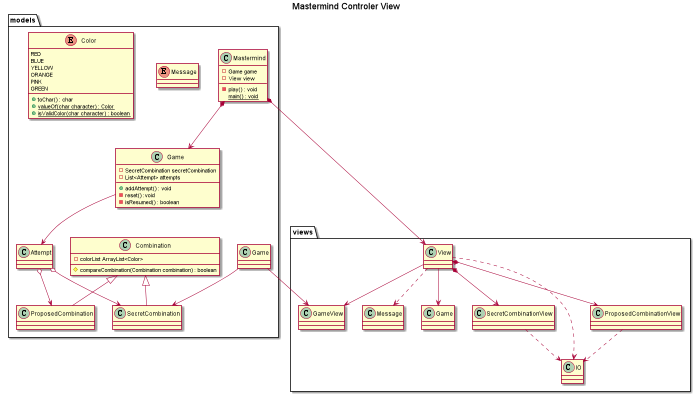 Mastermind Controler View
models
E Color
RED
BLUE
YELLOW
ORANGE
PINK
GREEN
toChar() : char
valueOf(char character) : Color
isValidColor(char character) : boolean
E Message
C Mastermind
Game game
View view
play() : void
main() : void
C Game
SecretCombination secretCombination
List<Attempt> attempts
addAttempt() : void
reset() : void
isResumed() : boolean
C Attempt
C Combination
colorList ArrayList<Color>
compareCombination(Combination combination) : boolean
C Game
C ProposedCombination
C SecretCombination
views
C View
C GameView
C Message
C Game
C SecretCombinationView
C ProposedCombinationView
C IO